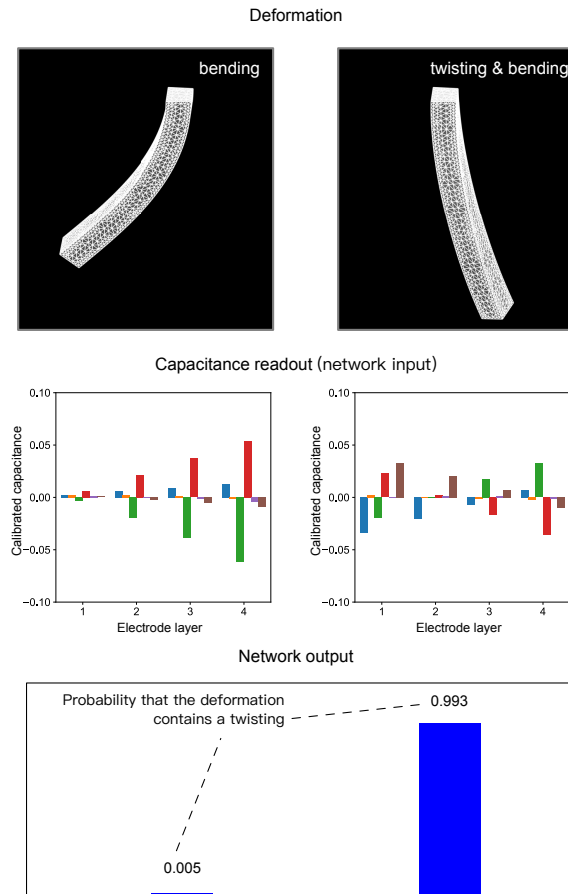 Deformation
bending
twisting & bending
Capacitance readout (network input)
0.10
0.05
0.00
−0.05
−0.10
Calibrated capacitance
1 2 3 4
Electrode layer
0.10
0.05
0.00
−0.05
−0.10
Calibrated capacitance
1 2 3 4
Electrode layer
Network output
Probability that the deformation
contains a twisting
0.993
0.005